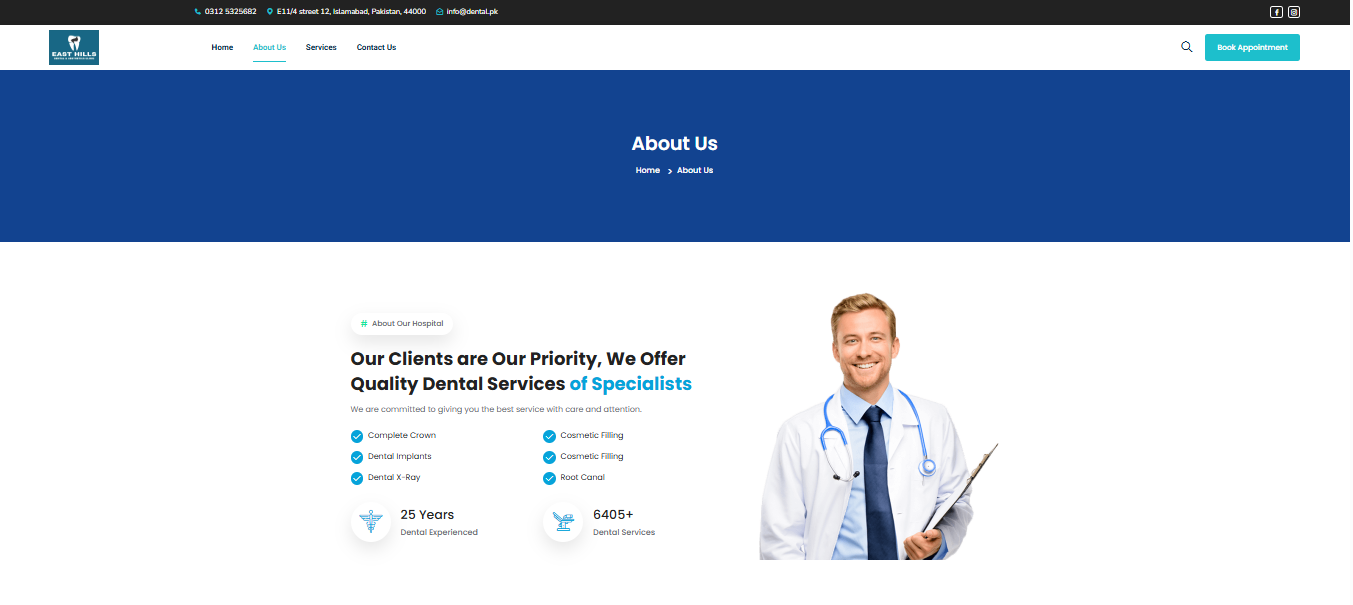 0312 5325682 E11/4 street 12, Islamabad, Pakistan, 44000 info@dental.pk
EAST HILLS
Home About Us Services Contact Us
Book Appointment
About Us
Home > About Us
# About Our Hospital
Our Clients are Our Priority, We Offer
Quality Dental Services of Specialists
We are committed to giving you the best service with care and attention.
Complete Crown Cosmetic Filling
Dental Implants Cosmetic Filling
Dental X-Ray Root Canal
25 Years 6405+
Dental Experienced Dental Services